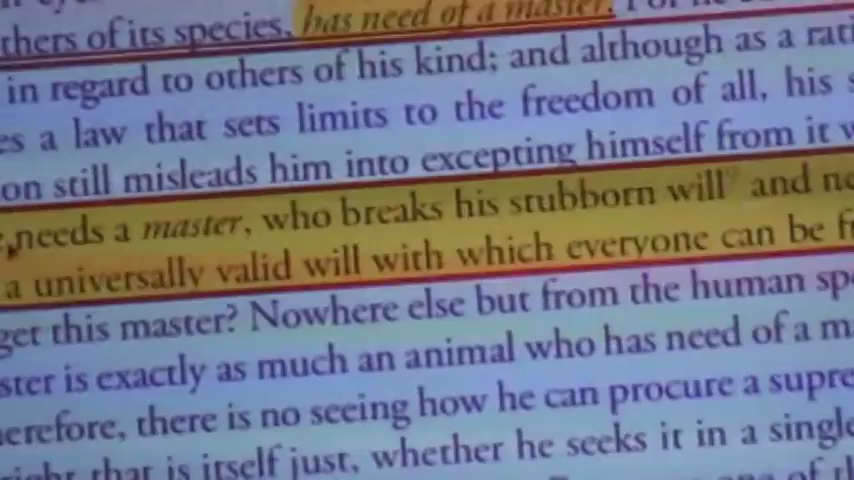 thers of its species, has need of a master.
in regard to others of his kind; and although as a rati
es a law that sets limits to the freedom of all, his s
on still misleads him into excepting himself from it w
needs a master, who breaks his stubborn will and ne
a universally valid will with which everyone can be fr
get this master? Nowhere else but from the human spe
ster is exactly as much an animal who has need of a m
erefore, there is no seeing how he can procure a supre
right that is itself just, whether he seeks it in a single